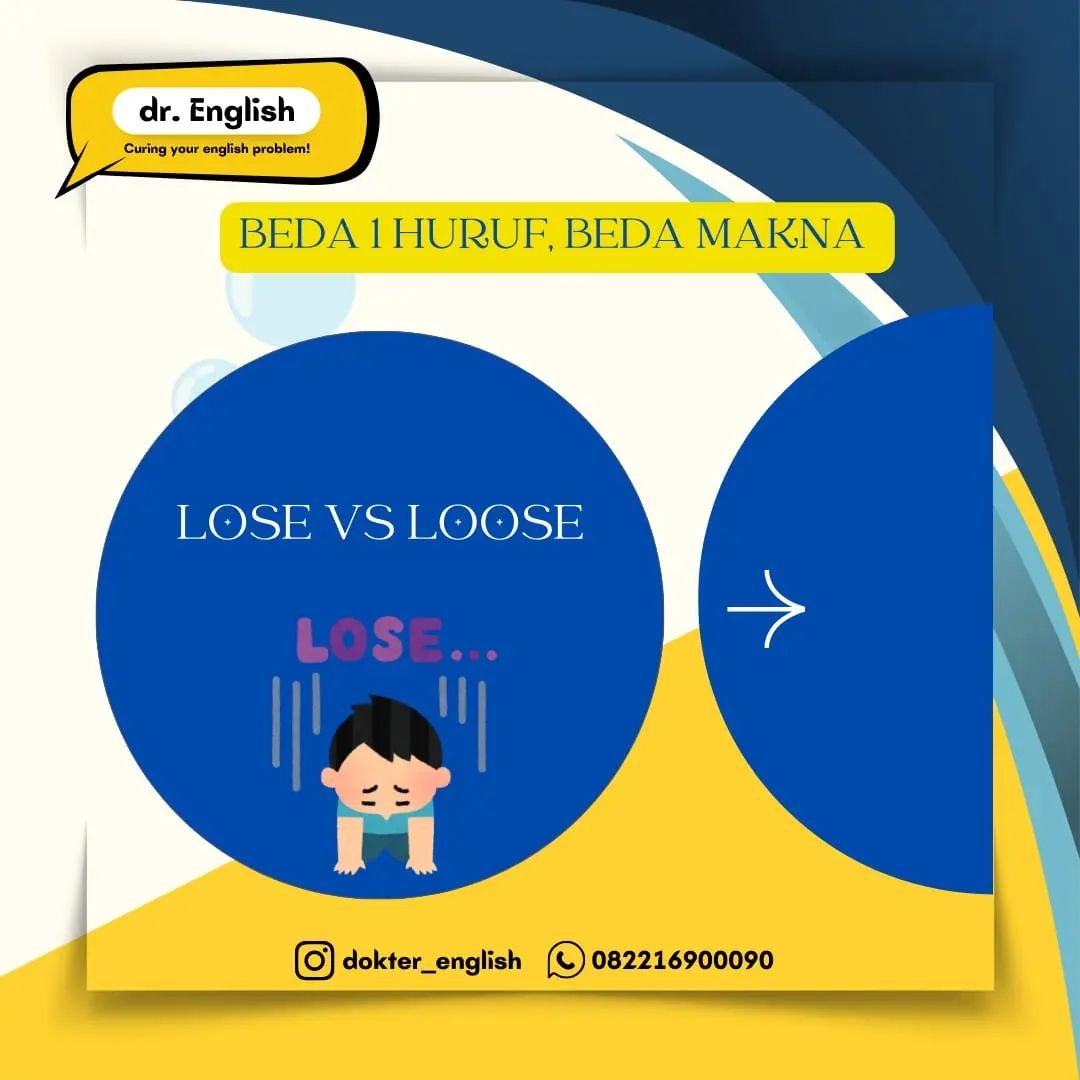 dr. English
Curing your english problem!
BEDA 1 HURUF, BEDA MAKNA
LOSE VS LOOSE
LOSE...
dokter_english 082216900090